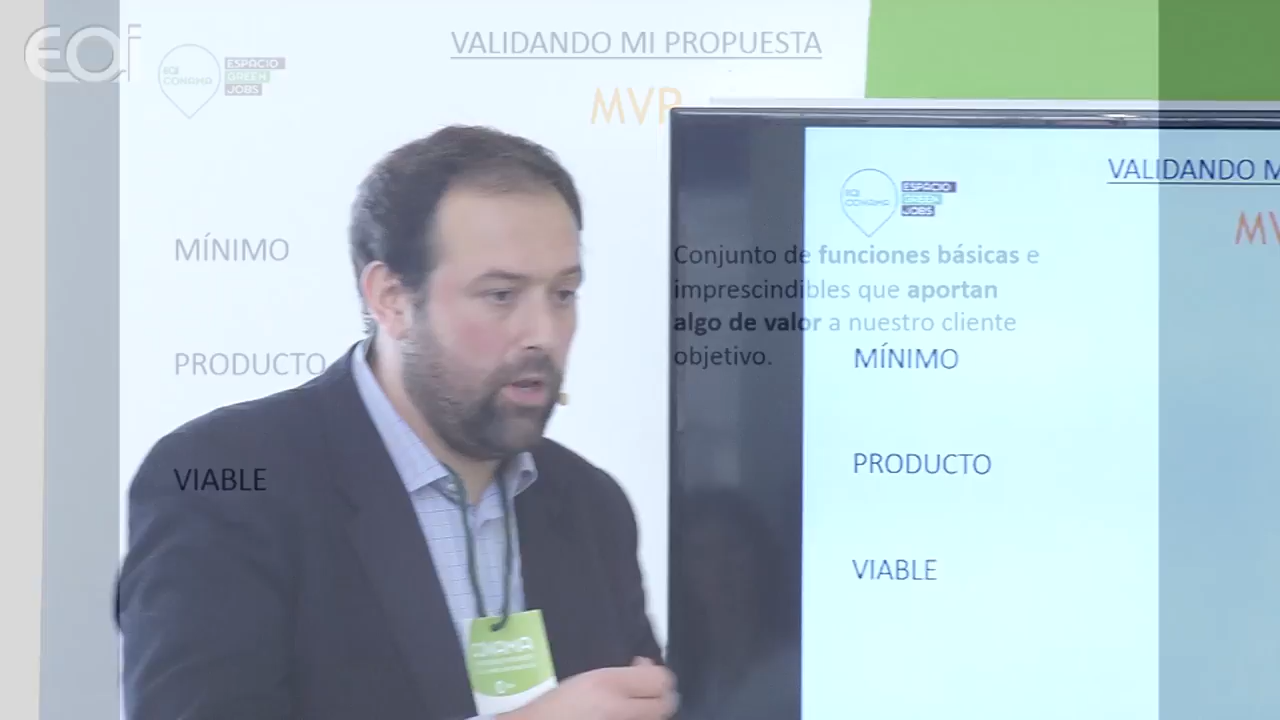 eoi
VALIDANDO MI PROPUESTA
eoi
CONAMA
ESPACIO
GREEN
JOBS
MVP
MÍNIMO
PRODUCTO
VIABLE
Conjunto de funciones básicas e
imprescindibles que aportan
algo de valor a nuestro cliente
objetivo.
VALIDANDO M
eoi
CONAMA
ESPACIO
GREEN
JOBS
MV
MÍNIMO
PRODUCTO
VIABLE
CONAMA